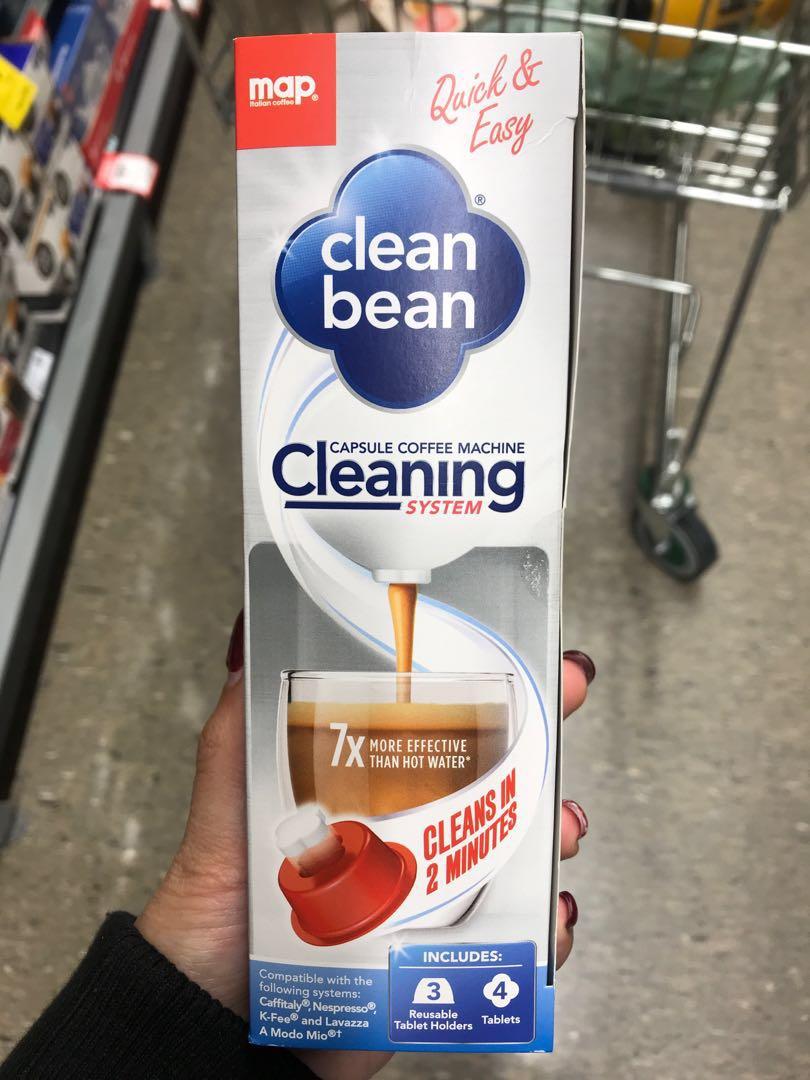 map®
Italian coffee
Quick &
Easy
®
clean
bean
CAPSULE COFFEE MACHINE
Cleaning
SYSTEM
7x MORE EFFECTIVE
THAN HOT WATER*
CLEANS IN
2 MINUTES
Compatible with the
following systems:
Caffitaly®, Nespresso®,
K-Fee® and Lavazza
A Modo Mio®†
INCLUDES:
3
Reusable
Tablet Holders
4
Tablets